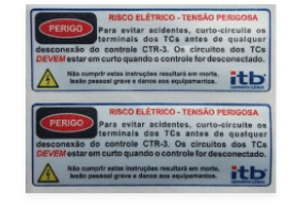 RISCO ELÉTRICO - TENSÃO PERIGOSA
PERIGO
Para evitar acidentes, curto-circuite os
terminais dos TCs antes de qualquer
desconexão do controle CTR-3. Os circuitos dos TCs
DEVEM estar em curto quando o controle for desconectado.
Não cumprir estas instruções resultará em morte,
lesão pessoal grave e danos aos equipamentos.
itb
RISCO ELÉTRICO - TENSÃO PERIGOSA
PERIGO
Para evitar acidentes, curto-circuite os
terminais dos TCs antes de qualquer
desconexão do controle CTR-3. Os circuitos dos TCs
DEVEM estar em curto quando o controle for desconectado.
Não cumprir estas instruções resultará em morte,
lesão pessoal grave e danos aos equipamentos.
itb